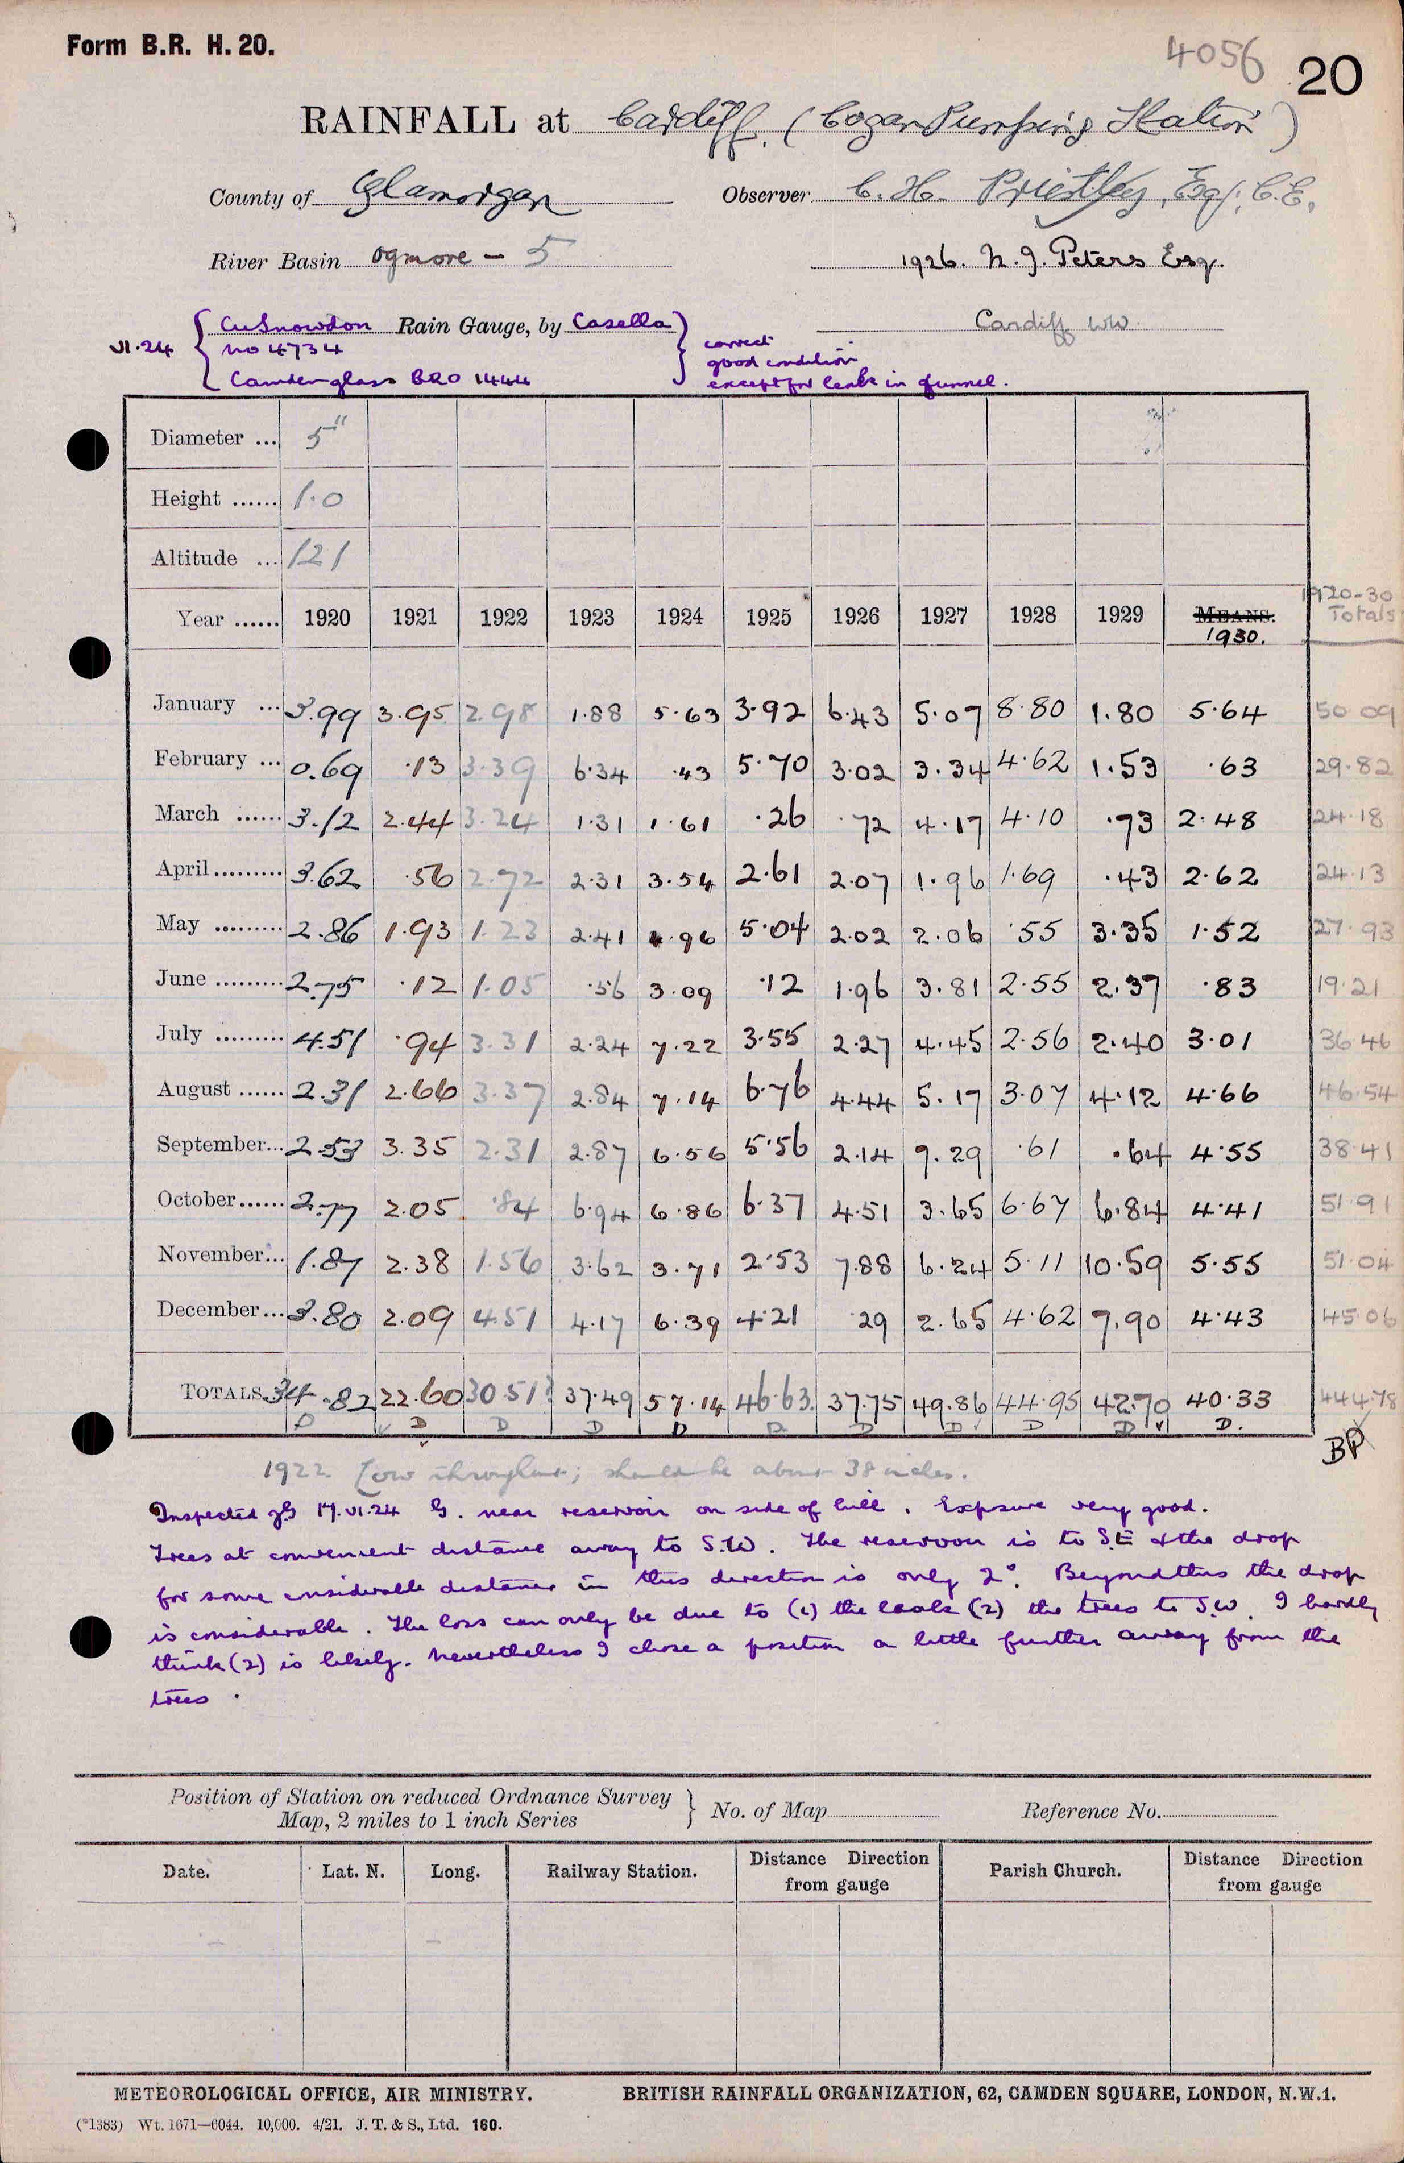 Form B.R. H. 20.
4056 20
RAINFALL at Cardiff. (Cogan Pumping Station)
County of Glamorgan Observer C. H. Priestley, Esq., C.E.,
River Basin Ogmore - 5 1926. N. J. Peters Esq.
Cu Snowdon Rain Gauge, by Casella Cardiff WW
VI.24 No 4734 correct
good condition
Camden glass BRO 1444 except for leak in funnel.
Diameter ... 5"
Height ...... 1.0
Altitude ... 121
Year ...... 1920 1921 1922 1923 1924 1925 1926 1927 1928 1929 MEANS. 1930. 1920-30 Totals
January ... 3.99 3.95 2.98 1.88 5.63 3.92 6.43 5.07 8.80 1.80 5.64 50.09
February ... 0.69 .13 3.39 6.34 .43 5.70 3.02 3.34 4.62 1.53 .63 29.82
March ...... 3.12 2.44 3.24 1.31 1.61 .26 .72 4.17 4.10 .73 2.48 24.18
April......... 3.62 .56 2.72 2.31 3.54 2.61 2.07 1.96 1.69 .43 2.62 24.13
May ......... 2.86 1.93 1.23 2.41 4.96 5.04 2.02 2.06 .55 3.35 1.52 27.93
June ......... 2.75 .12 1.05 .56 3.09 .12 1.96 3.81 2.55 2.37 .83 19.21
July ......... 4.51 .94 3.31 2.24 7.22 3.55 2.27 4.45 2.56 2.40 3.01 36.46
August ...... 2.31 2.66 3.37 2.84 7.14 6.76 4.44 5.17 3.07 4.12 4.66 46.54
September... 2.53 3.35 2.31 2.87 6.56 5.56 2.14 9.29 .61 .64 4.55 38.41
October...... 2.77 2.05 .84 6.94 6.86 6.37 4.51 3.65 6.67 6.84 4.41 51.91
November... 1.87 2.38 1.56 3.62 3.71 2.53 7.88 6.24 5.11 10.59 5.55 51.04
December... 3.80 2.09 4.51 4.17 6.39 4.21 .29 2.65 4.62 7.90 4.43 45.06
TOTALS 34.82 22.60 30.51? 37.49 57.14 46.63 37.75 49.86 44.95 42.70 40.33 444.78
D D D D D D D D D D D.
BP
1922 Low throughout; should be about 38 inches.
Inspected 17.VI.24 G. near reservoir on side of hill. Exposure very good.
Trees at convenient distance away to S.W. The reservoir is to S.E & the drop
for some considerable distance in this direction is only 2°. Beyond this the drop
is considerable. The loss can only be due to (1) the leak (2) the trees to S.W. I hardly
think (2) is likely. Nevertheless I chose a position a little further away from the
trees.
Position of Station on reduced Ordnance Survey
Map, 2 miles to 1 inch Series } No. of Map Reference No.
Date. Lat. N. Long. Railway Station. Distance from gauge Direction Parish Church. Distance from gauge Direction
METEOROLOGICAL OFFICE, AIR MINISTRY. BRITISH RAINFALL ORGANIZATION, 62, CAMDEN SQUARE, LONDON, N.W.1.
(*1383) Wt. 1671—6044. 10,000. 4/21. J. T. & S., Ltd. 160.